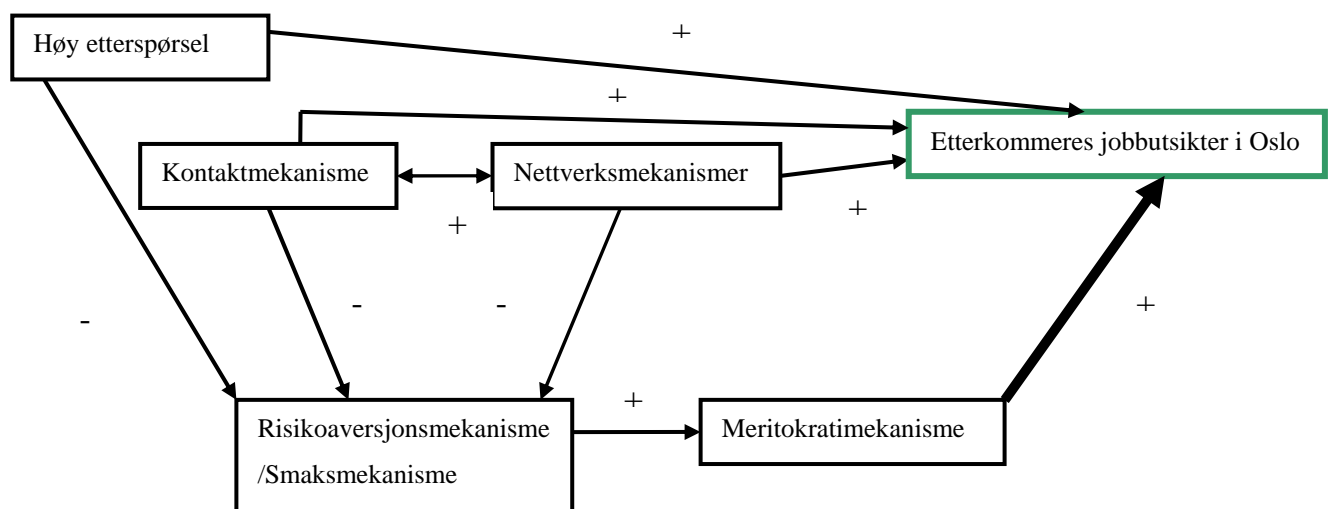 Høy etterspørsel
+
+
Etterkommeres jobbutsikter i Oslo
Kontaktmekanisme
Nettverksmekanismer
+
+
-
-
-
+
+
Risikoaversjonsmekanisme
/Smaksmekanisme
Meritokratimekanisme